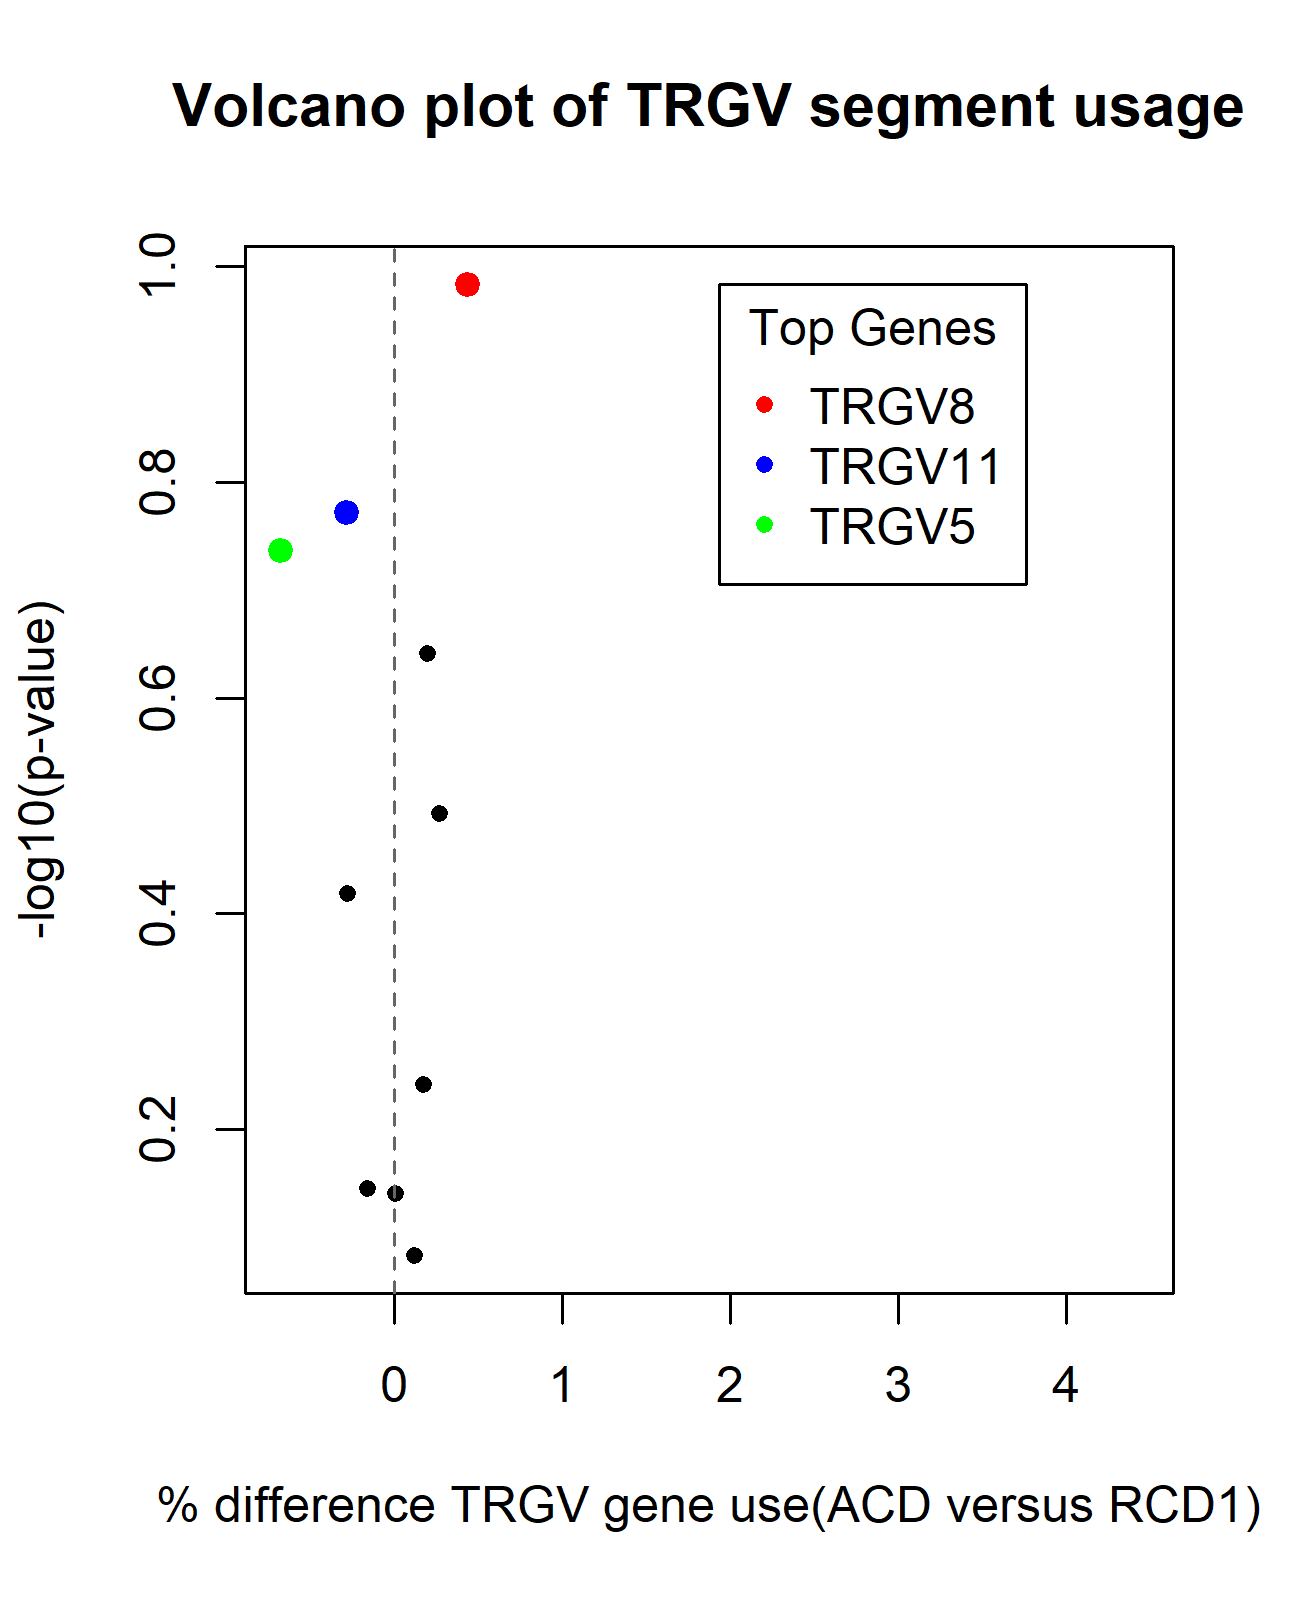 Volcano plot of TRGV segment usage
1.0
0.8
0.6
0.4
0.2
-log10(p-value)
Top Genes
TRGV8
TRGV11
TRGV5
0 1 2 3 4
% difference TRGV gene use(ACD versus RCD1)